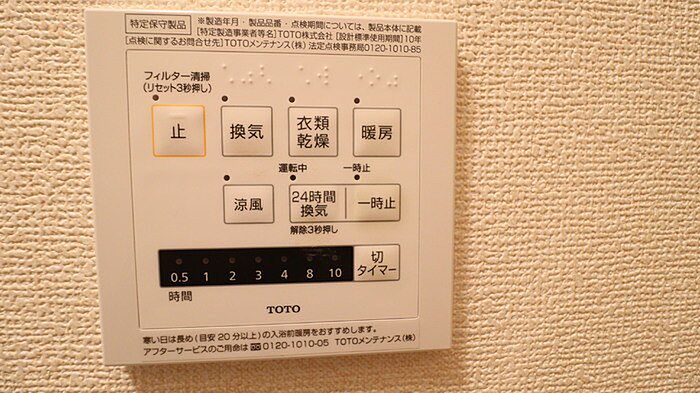 特定保守製品
※製造年月・製品品番・点検期間については、製品本体に記載
[特定製造事業者等名]TOTO株式会社 [設計標準使用期間]10年
[点検に関するお問合せ先]TOTOメンテナンス(株) 法定点検事務局0120-1010-85
フィルター清掃
(リセット3秒押し)
止 換気 衣類乾燥 暖房
運転中 一時止
涼風 24時間換気 一時止
解除3秒押し
0.5 1 2 3 4 8 10 切タイマー
時間
TOTO
寒い日は長め(目安20分以上)の入浴前暖房をおすすめします。
アフターサービスのご用命は 0120-1010-05 TOTOメンテナンス(株)